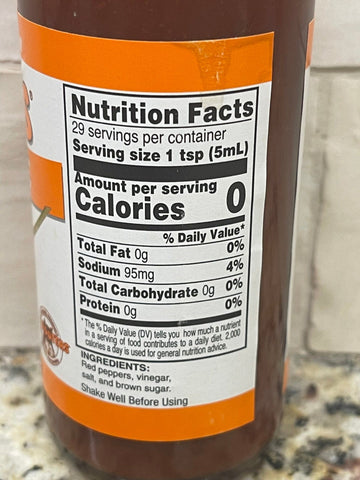 Nutrition Facts
29 servings per container
Serving size 1 tsp (5mL)
Amount per serving
Calories 0
% Daily Value*
Total Fat 0g 0%
Sodium 95mg 4%
Total Carbohydrate 0g 0%
Protein 0g 0%
*The % Daily Value (DV) tells you how much a nutrient
in a serving of food contributes to a daily diet. 2,000
calories a day is used for general nutrition advice.
INGREDIENTS:
Red peppers, vinegar,
salt, and brown sugar.
Shake Well Before Using